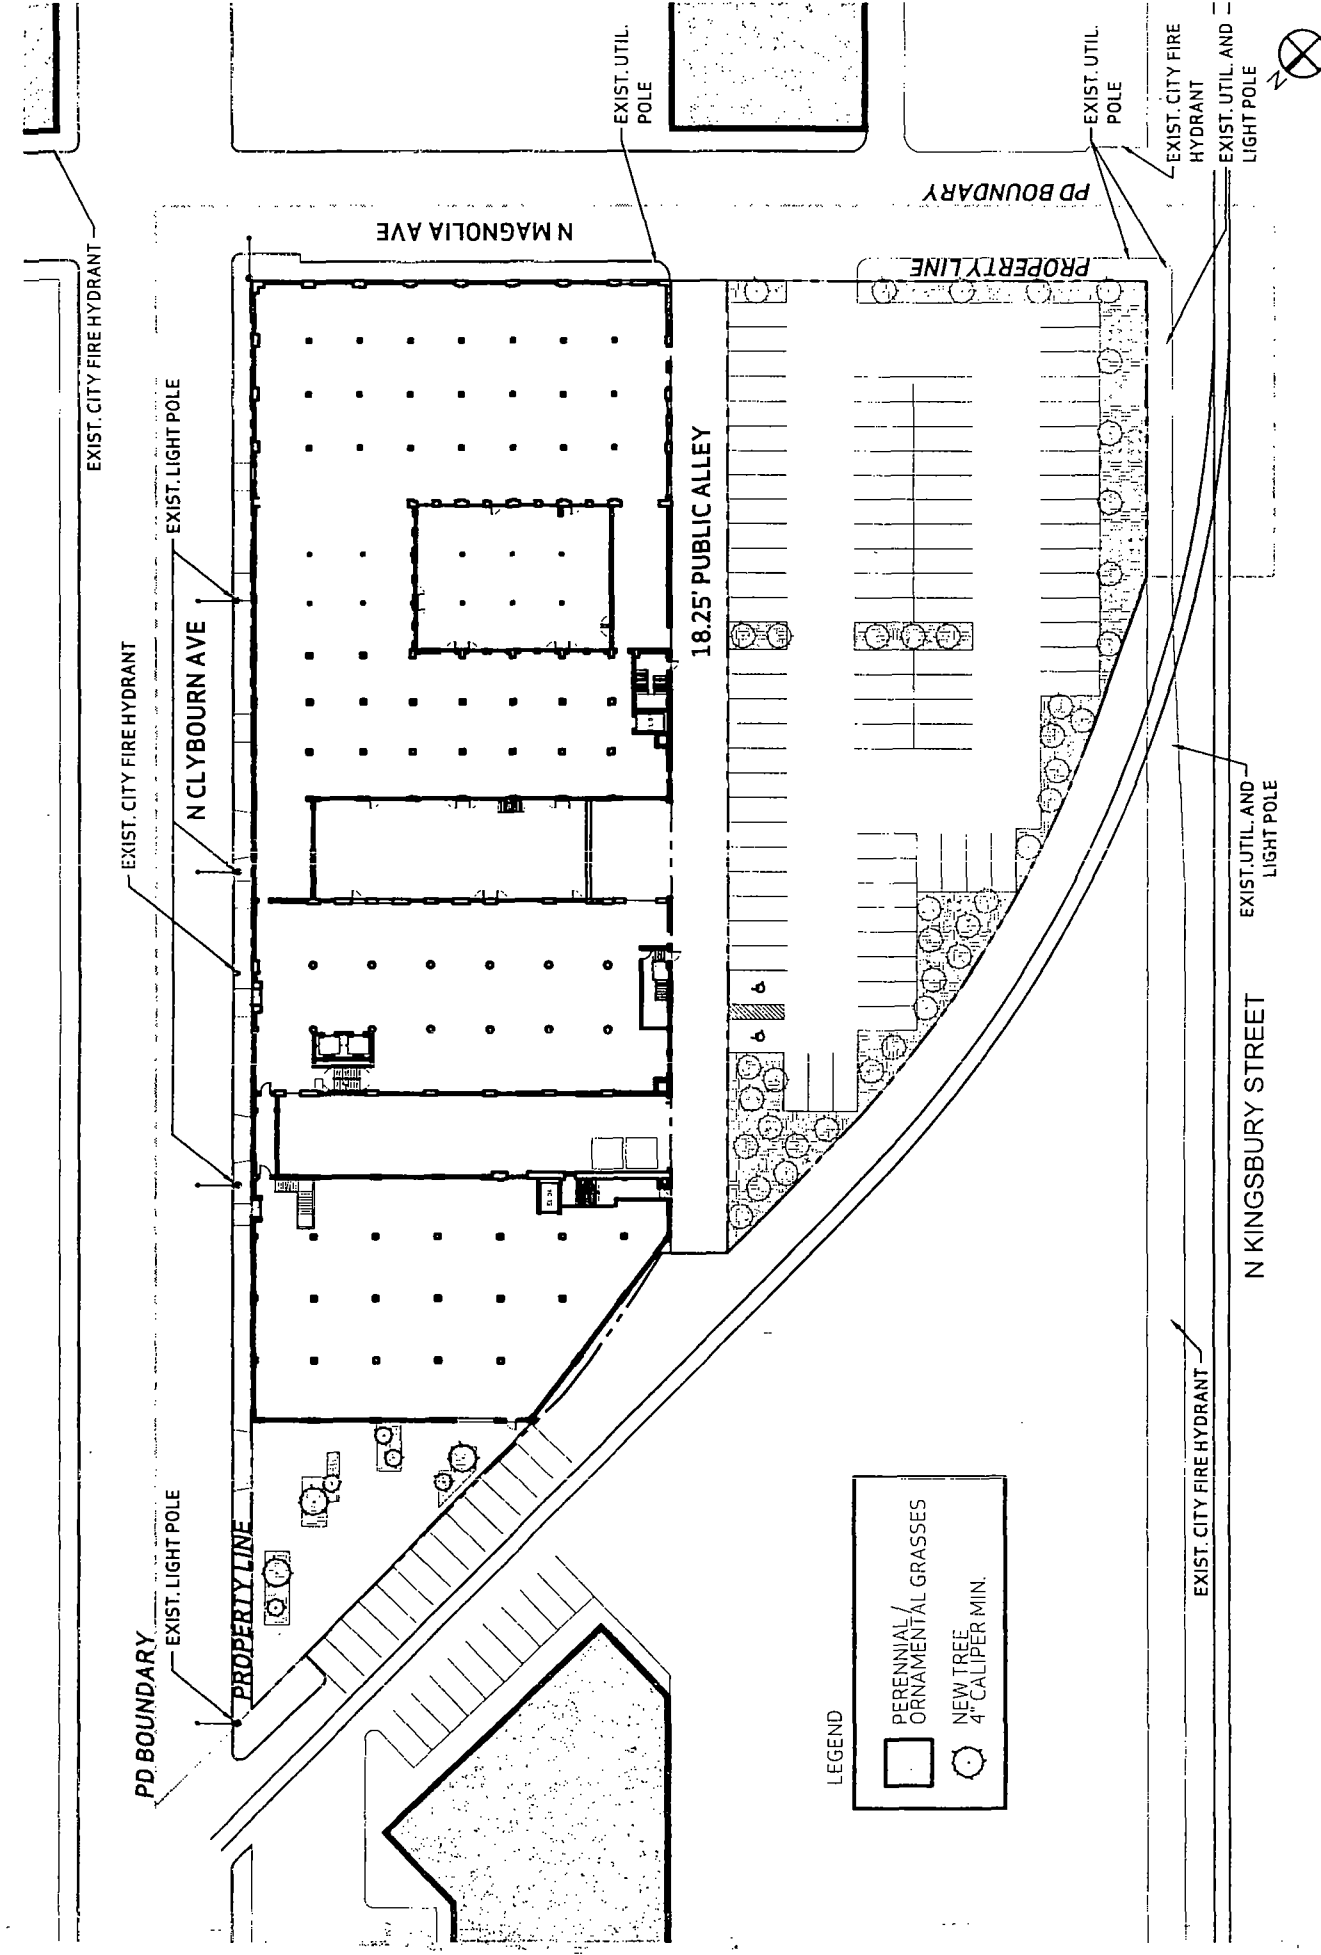 EXIST. CITY FIRE HYDRANT
EXIST. LIGHT POLE
EXIST. CITY FIRE HYDRANT
N CLYBOURN AVE
EXIST. LIGHT POLE
PD BOUNDARY
PROPERTY LINE
N MAGNOLIA AVE
EXIST. UTIL.
POLE
18.25' PUBLIC ALLEY
PD BOUNDARY
PROPERTY LINE
EXIST. UTIL.
POLE
EXIST. CITY FIRE
HYDRANT
EXIST. UTIL. AND
LIGHT POLE
N
EXIST. UTIL. AND
LIGHT POLE
N KINGSBURY STREET
EXIST. CITY FIRE HYDRANT
LEGEND
PERENNIAL/
ORNAMENTAL GRASSES
NEW TREE
4" CALIPER MIN.